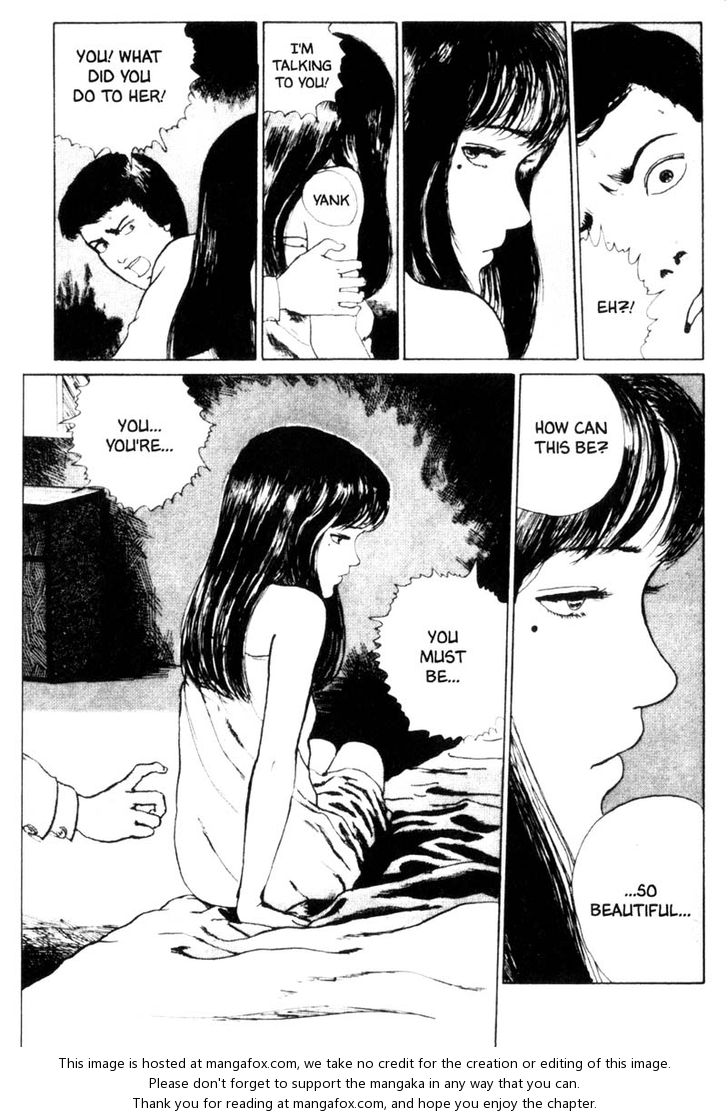 YOU! WHAT
DID YOU
DO TO HER!
I'M
TALKING
TO YOU!
YANK
EH?!
YOU...
YOU'RE...
YOU
MUST
BE...
HOW CAN
THIS BE?
...SO
BEAUTIFUL...
This image is hosted at mangafox.com, we take no credit for the creation or editing of this image.
Please don't forget to support the mangaka in any way that you can.
Thank you for reading at mangafox.com, and hope you enjoy the chapter.